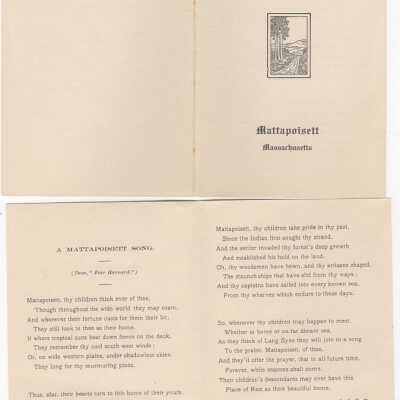 Mattapoisett
Massachusetts
A MATTAPOISETT SONG.
(Tune, "Fair Harvard.")
Mattapoisett, thy children think ever of thee,
Though throughout the wide world they may roam,
And wherever their fortune casts for them their lot,
They still look to thee as their home.
If where tropical suns beat down fierce on the deck,
They remember thy cool south-west winds;
Or, on wide western plains, under shadowless skies,
They long for thy murmuring pines.
Thus, afar, their hearts turn to this home of their youth,
Mattapoisett, thy children take pride in thy past,
Since the Indian first sought thy strand,
And the settler invaded thy forest's deep growth
And established his hold on the land.
Of thy woodsmen have hewn, and thy artisans shaped,
The staunch ships that have slid from thy ways;
And thy captains have sailed into every known sea,
From thy wharves which endure to these days.
So, whenever thy children may happen to meet,
Whether in forest or on far shore sea,
As they think of Lang Syne they will join in a song
To the praise, Mattapoisett, of thee,
And they'll offer the prayer, that in all future time,
Forever, while seasons shall come,
Their children's descendants may ever have this
Place of Rest as their beautiful home.